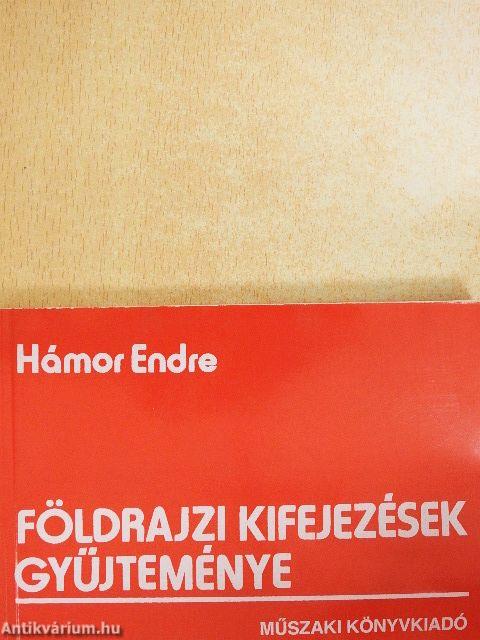 Hámor Endre
FÖLDRAJZI KIFEJEZÉSEK
GYŰJTEMÉNYE
MŰSZAKI KÖNYVKIADÓ
Antikvárium.hu